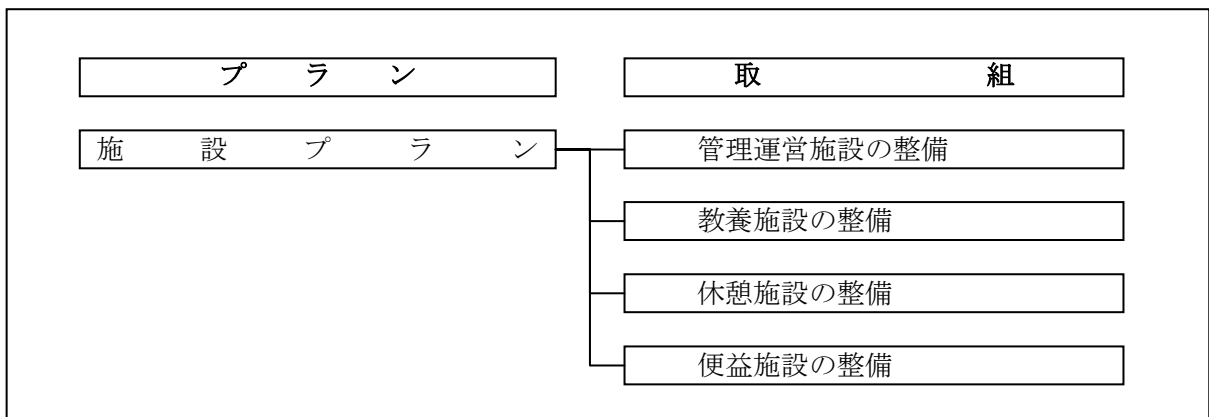 プラン
取組
施設プラン
管理運営施設の整備
教養施設の整備
休憩施設の整備
便益施設の整備